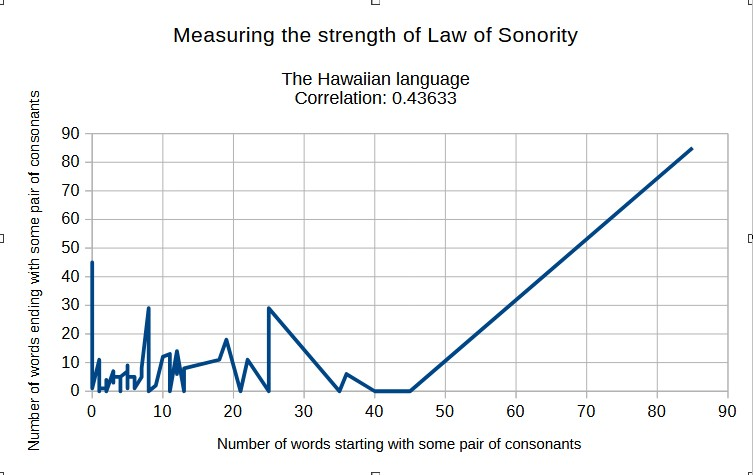 Measuring the strength of Law of Sonority
The Hawaiian language
Correlation: 0.43633
Number of words ending with some pair of consonants
90
80
70
60
50
40
30
20
10
0
0 10 20 30 40 50 60 70 80 90
Number of words starting with some pair of consonants